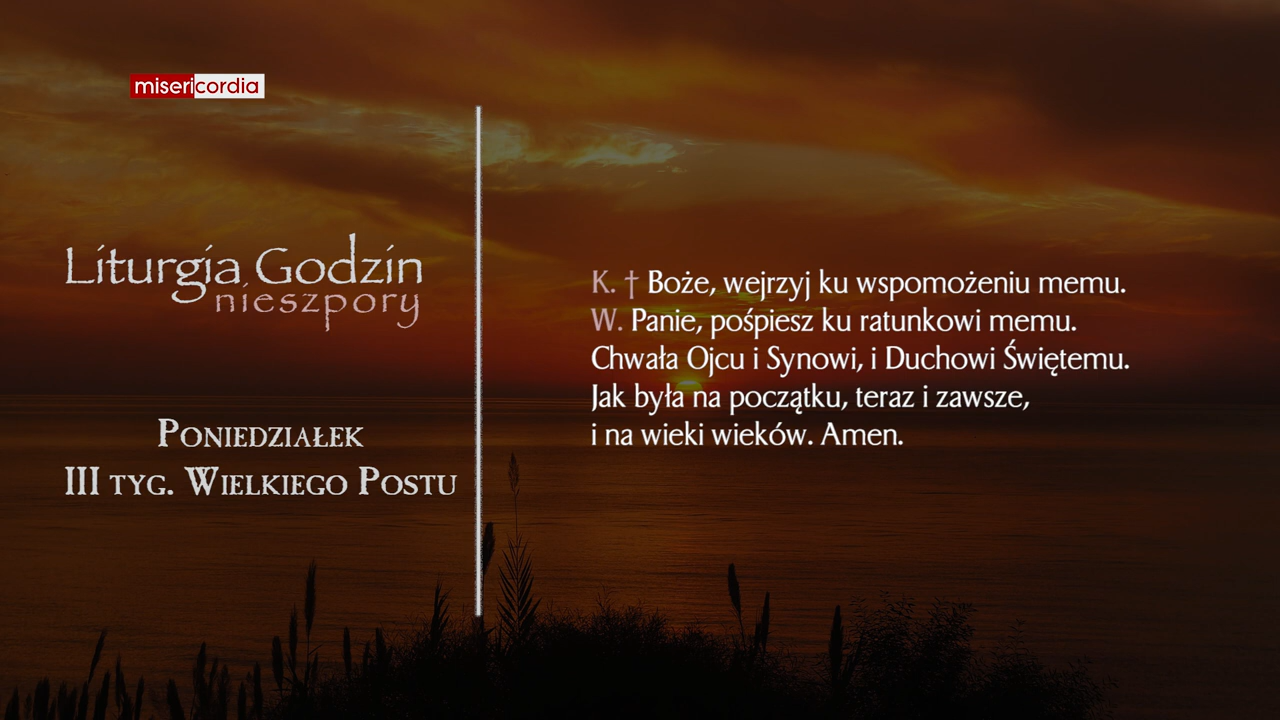 misericordia
Liturgia Godzin
nieszpory
Poniedziałek
III tyg. Wielkiego Postu
K. † Boże, wejrzyj ku wspomożeniu memu.
W. Panie, pośpiesz ku ratunkowi memu.
Chwała Ojcu i Synowi, i Duchowi Świętemu.
Jak była na początku, teraz i zawsze,
i na wieki wieków. Amen.